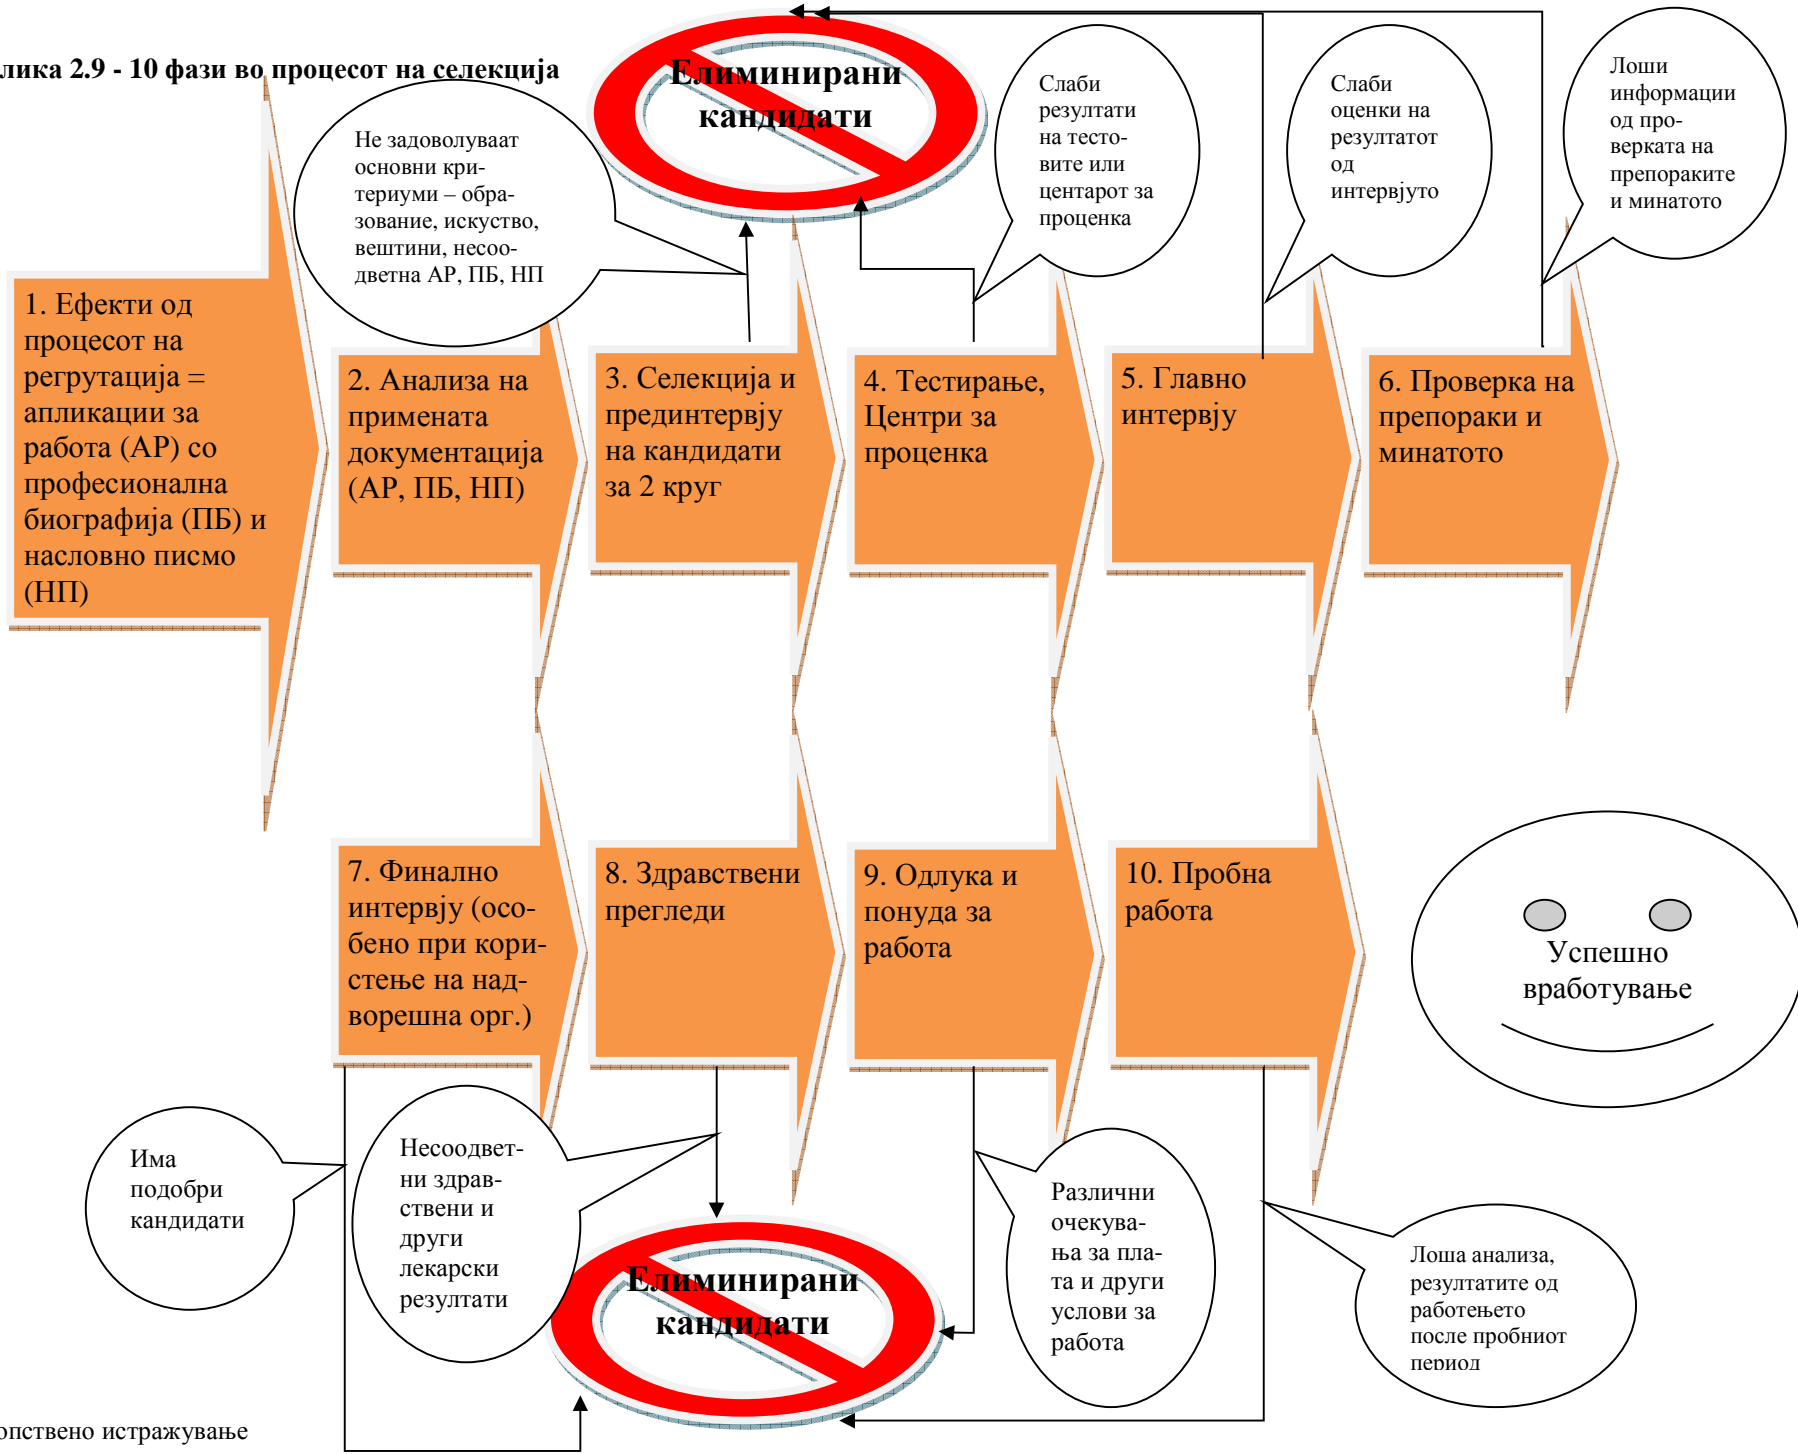 лика 2.9 - 10 фази во процесот на селекција
Елиминирани
кандидати
Не задоволуваат
основни кри-
териуми – обра-
зование, искуство,
вештини, несоо-
дветна АР, ПБ, НП
Слаби
резултати
на тесто-
вите или
центарот за
проценка
Слаби
оценки на
резултатот
од
интервјуто
Лоши
информации
од про-
верката на
препораките
и минатото
1. Ефекти од
процесот на
регрутација =
апликации за
работа (АР) со
професионална
биографија (ПБ) и
насловно писмо
(НП)
2. Анализа на
примената
документација
(АР, ПБ, НП)
3. Селекција и
прединтервју
на кандидати
за 2 круг
4. Тестирање,
Центри за
проценка
5. Главно
интервју
6. Проверка на
препораки и
минатото
7. Финално
интервју (осо-
бено при кори-
стење на над-
ворешна орг.)
8. Здравствени
прегледи
9. Одлука и
понуда за
работа
10. Пробна
работа
Успешно
вработување
Има
подобри
кандидати
Несоодвет-
ни здрав-
ствени и
други
лекарски
резултати
Елиминирани
кандидати
Различни
очекува-
ња за пла-
та и други
услови за
работа
Лоша анализа,
резултатите од
работењето
после пробниот
период
опствено истражување